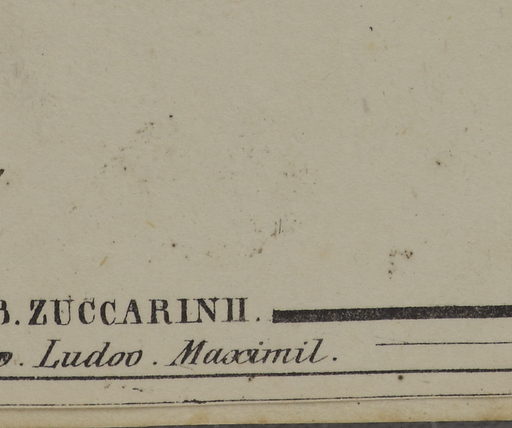 B. ZUCCARINII.
. Ludov. Maximil.